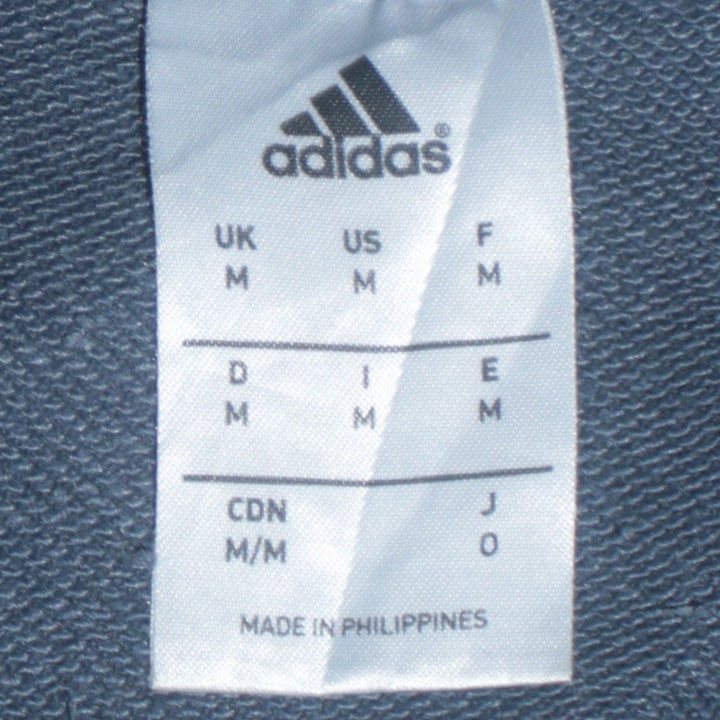 adidas®
UK US F
M M M
D I E
M M M
CDN J
M/M O
MADE IN PHILIPPINES